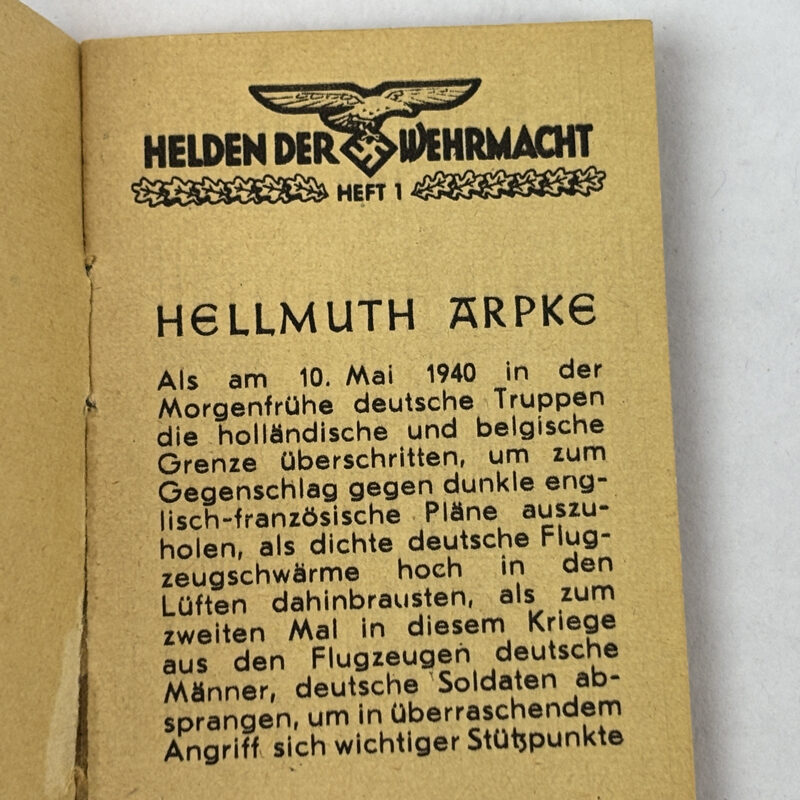 HELDEN DER WEHRMACHT
HEFT 1
HELLMUTH ARPKE
Als am 10. Mai 1940 in der
Morgenfrühe deutsche Truppen
die holländische und belgische
Grenze überschritten, um zum
Gegenschlag gegen dunkle eng-
lisch-französische Pläne auszu-
holen, als dichte deutsche Flug-
zeugschwärme hoch in den
Lüften dahinbrausten, als zum
zweiten Mal in diesem Kriege
aus den Flugzeugen deutsche
Männer, deutsche Soldaten ab-
sprangen, um in überraschendem
Angriff sich wichtiger Stützpunkte